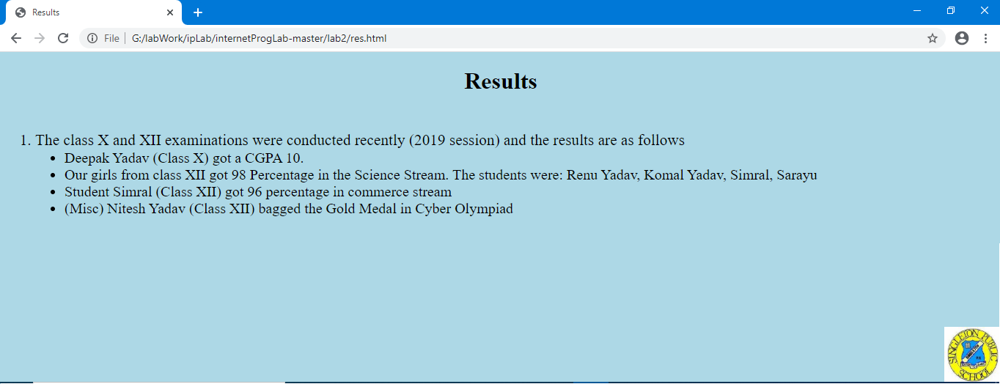 Results
File
G:/labWork/ipLab/internetProgLab-master/lab2/res.html
Results
1. The class X and XII examinations were conducted recently (2019 session) and the results are as follows
• Deepak Yadav (Class X) got a CGPA 10.
• Our girls from class XII got 98 Percentage in the Science Stream. The students were: Renu Yadav, Komal Yadav, Simral, Sarayu
• Student Simral (Class XII) got 96 percentage in commerce stream
• (Misc) Nitesh Yadav (Class XII) bagged the Gold Medal in Cyber Olympiad
SINGLETON PUBLIC SCHOOL